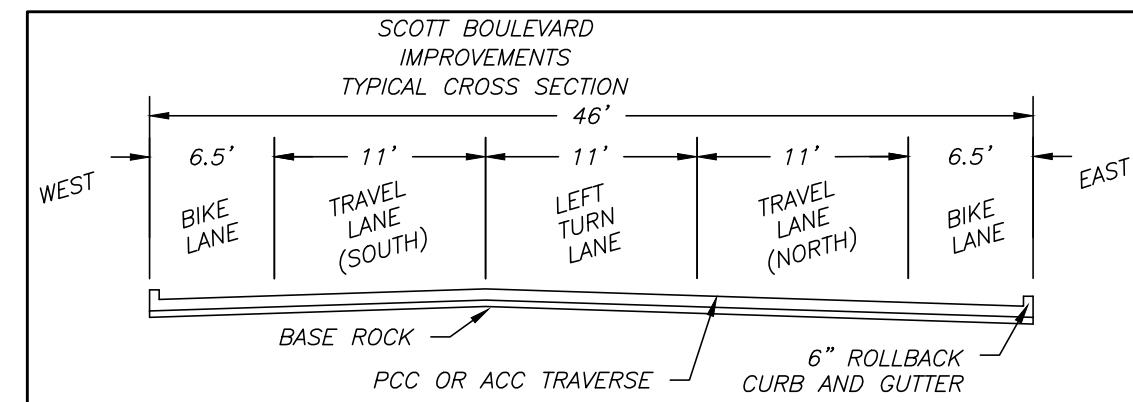 SCOTT BOULEVARD
IMPROVEMENTS
TYPICAL CROSS SECTION
46'
6.5'
11'
11'
11'
6.5'
WEST
EAST
BIKE
LANE
TRAVEL
LANE
(SOUTH)
LEFT
TURN
LANE
TRAVEL
LANE
(NORTH)
BIKE
LANE
BASE ROCK
PCC OR ACC TRAVERSE
6" ROLLBACK
CURB AND GUTTER